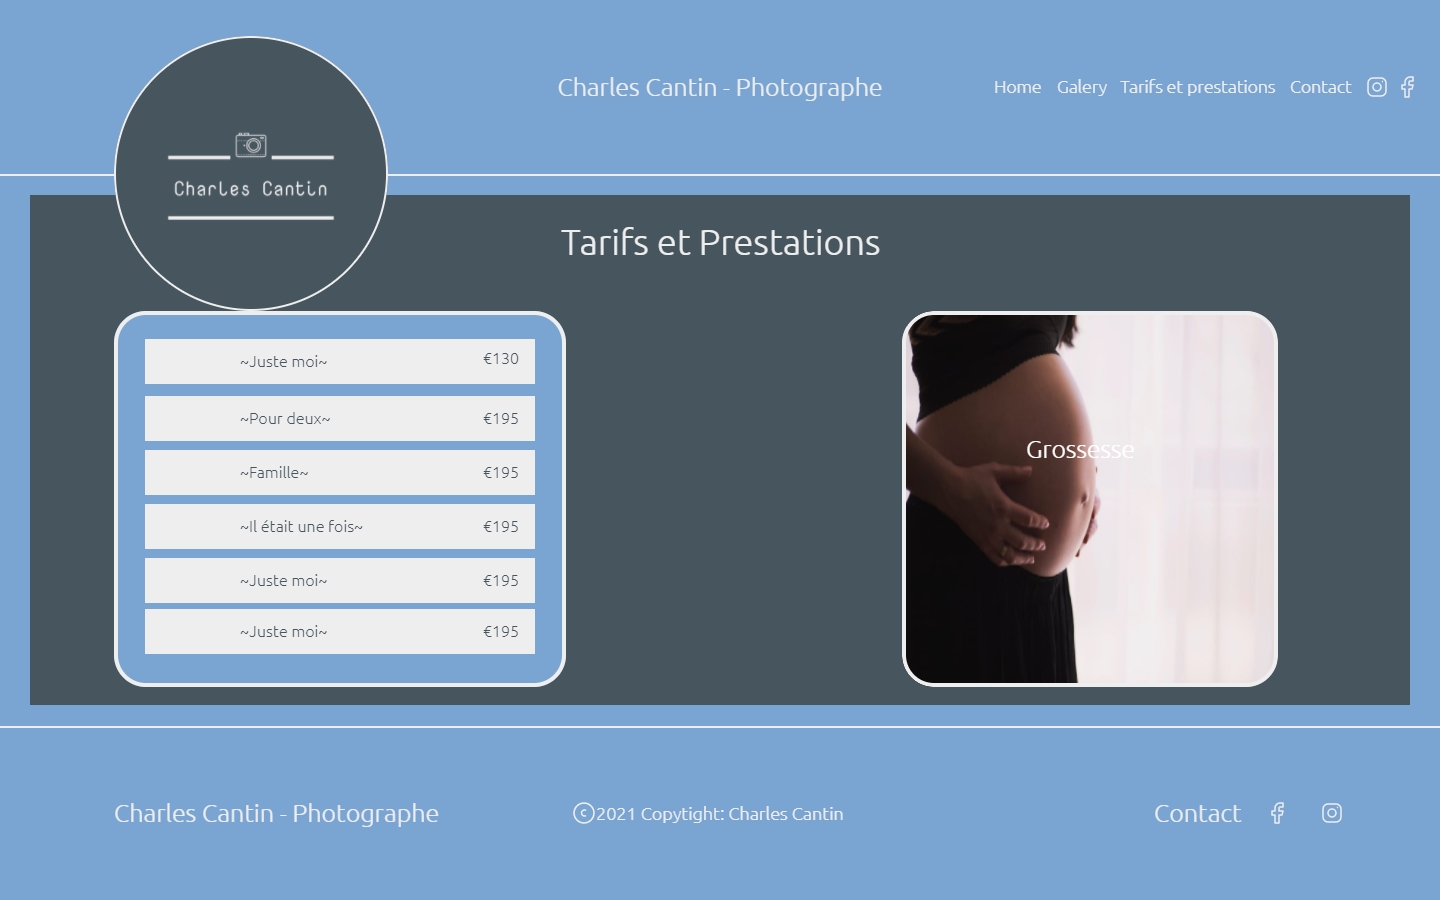 Charles Cantin - Photographe
Home Galery Tarifs et prestations Contact
Charles Cantin
Tarifs et Prestations
~Juste moi~ €130
~Pour deux~ €195
~Famille~ €195
~Il était une fois~ €195
~Juste moi~ €195
~Juste moi~ €195
Grossesse
Charles Cantin - Photographe
©2021 Copytight: Charles Cantin
Contact